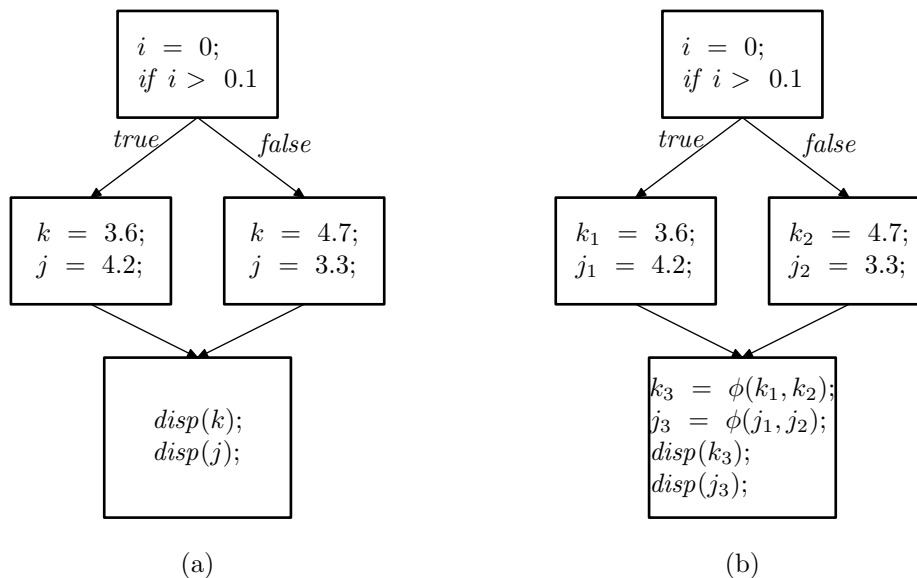 i = 0;
if i > 0.1
true
false
k = 3.6;
j = 4.2;
k = 4.7;
j = 3.3;
disp(k);
disp(j);
(a)
i = 0;
if i > 0.1
true
false
k₁ = 3.6;
j₁ = 4.2;
k₂ = 4.7;
j₂ = 3.3;
k₃ = ϕ(k₁, k₂);
j₃ = ϕ(j₁, j₂);
disp(k₃);
disp(j₃);
(b)